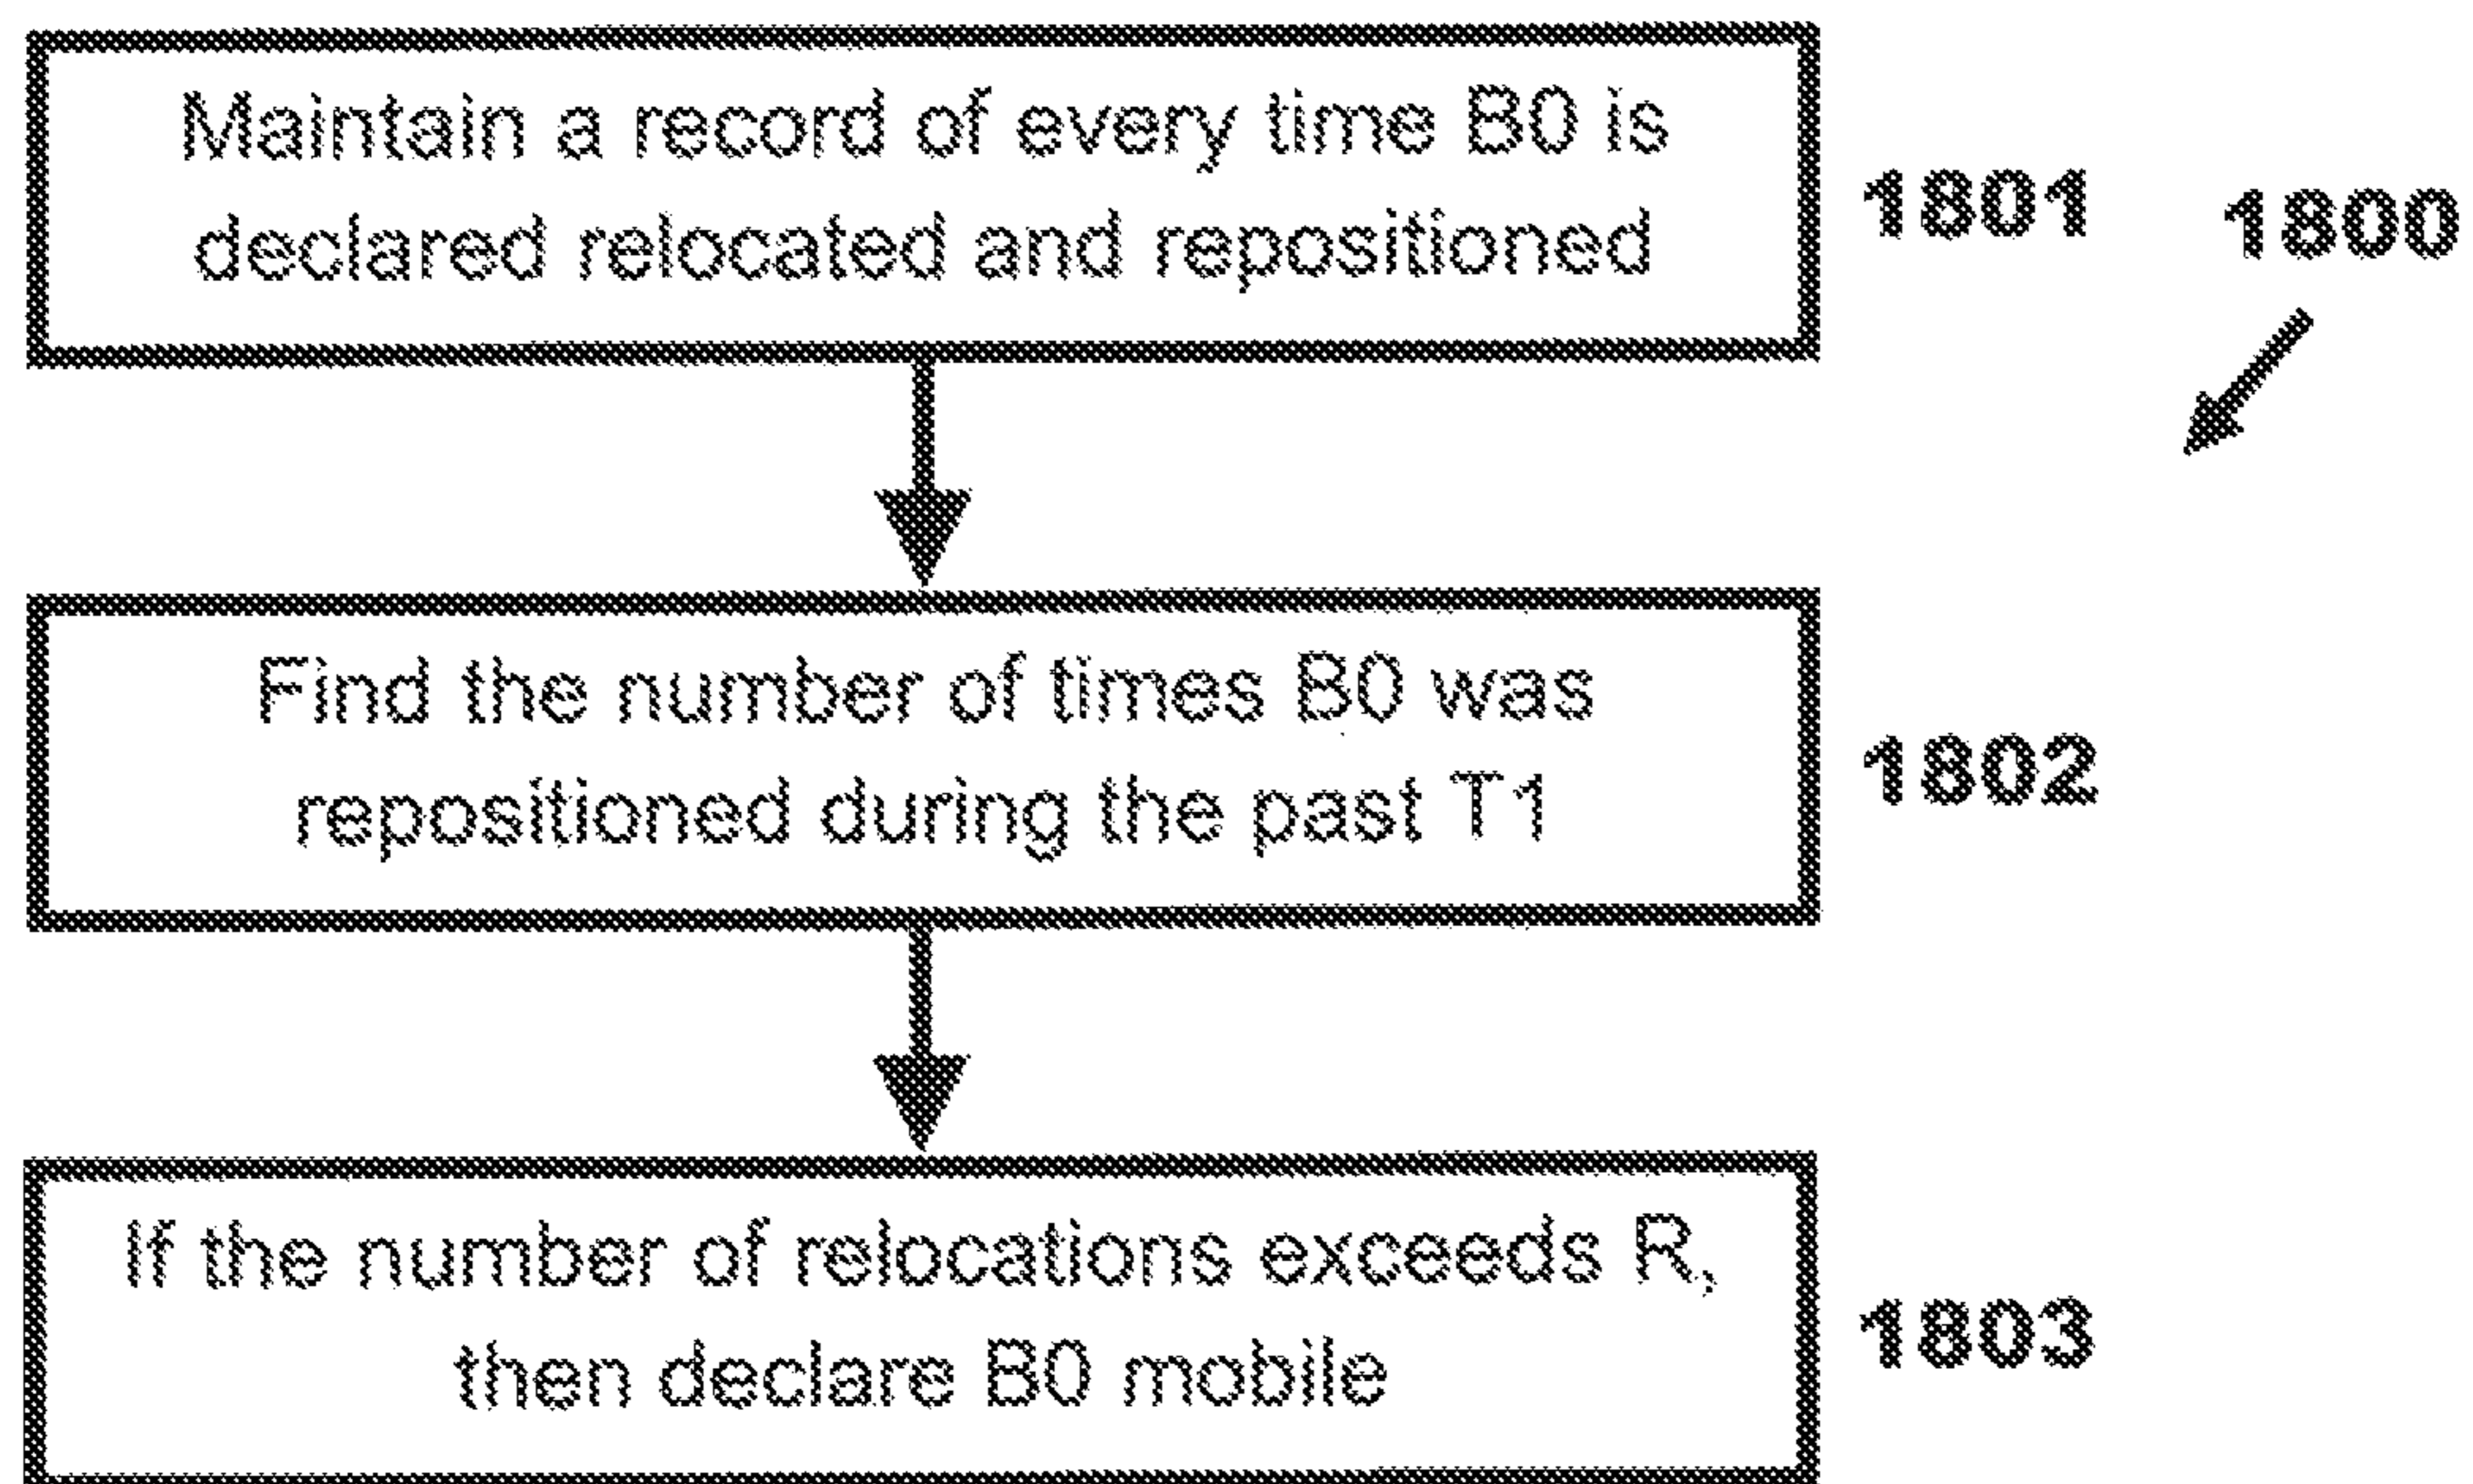 Maintain a record of every time B0 is
declared relocated and repositioned
1801
1800
Find the number of times B0 was
repositioned during the past T1
1802
If the number of relocations exceeds R,
then declare B0 mobile
1803